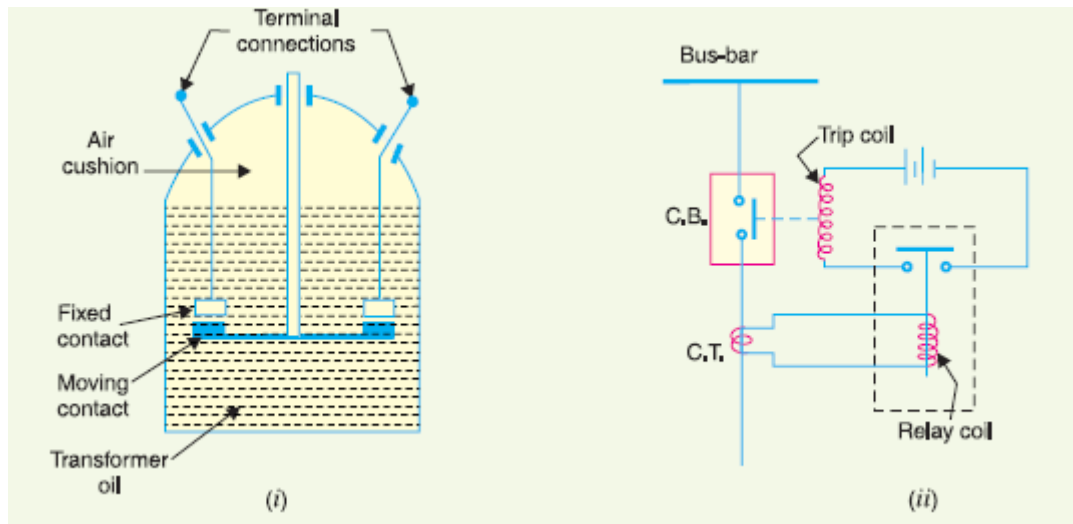 Terminal
connections
Air
cushion
Fixed
contact
Moving
contact
Transformer
oil
(i)
Bus-bar
Trip coil
C.B.
C.T.
Relay coil
(ii)